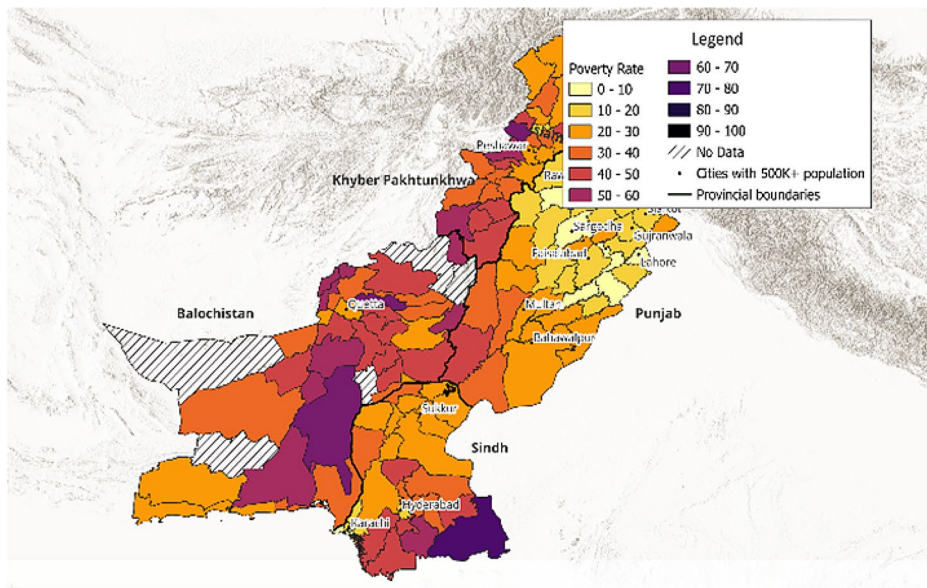 Legend
Poverty Rate
0 - 10
10 - 20
20 - 30
30 - 40
40 - 50
50 - 60
60 - 70
70 - 80
80 - 90
90 - 100
No Data
Cities with 500K+ population
Provincial boundaries
Peshawar
Khyber Pakhtunkhwa
Sargodha
Gujranwala
Faisalabad
Lahore
Quetta
Multan
Balochistan
Punjab
Bahawalpur
Sukkur
Sindh
Hyderabad
Karachi